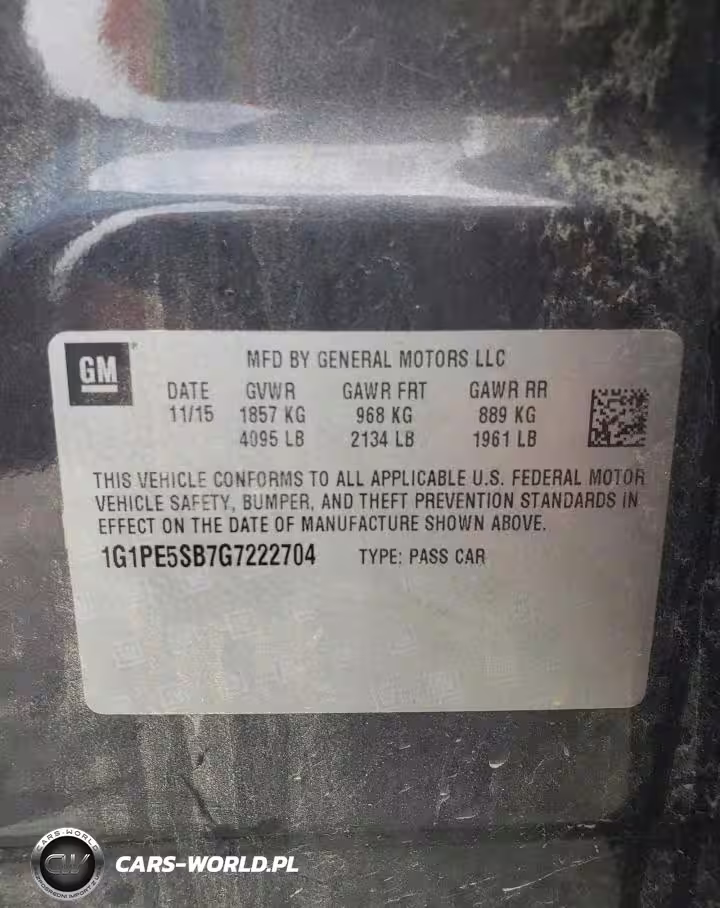 GM
MFD BY GENERAL MOTORS LLC
DATE GVWR GAWR FRT GAWR RR
11/15 1857 KG 968 KG 889 KG
4095 LB 2134 LB 1961 LB
THIS VEHICLE CONFORMS TO ALL APPLICABLE U.S. FEDERAL MOTOR
VEHICLE SAFETY, BUMPER, AND THEFT PREVENTION STANDARDS IN
EFFECT ON THE DATE OF MANUFACTURE SHOWN ABOVE.
1G1PE5SB7G7222704 TYPE: PASS CAR
CARS-WORLD
CW
CARS-WORLD.PL